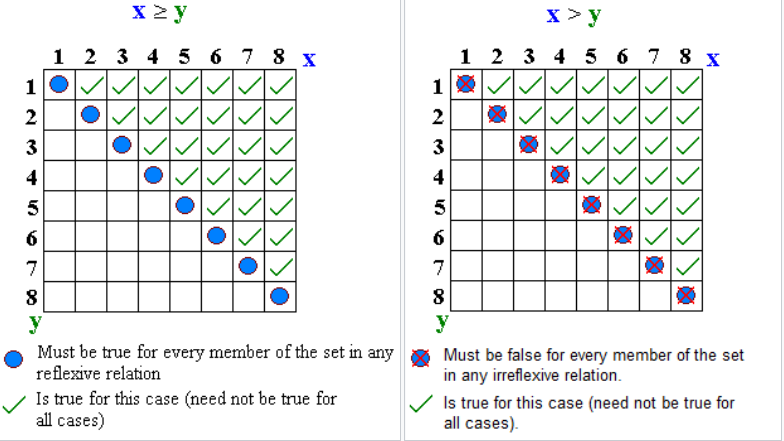 x ≥ y
1 2 3 4 5 6 7 8 x
1
2
3
4
5
6
7
8
y
Must be true for every member of the set in any
reflexive relation
Is true for this case (need not be true for
all cases)
x > y
1 2 3 4 5 6 7 8 x
1
2
3
4
5
6
7
8
y
Must be false for every member of the set
in any irreflexive relation.
Is true for this case (need not be true for
all cases).